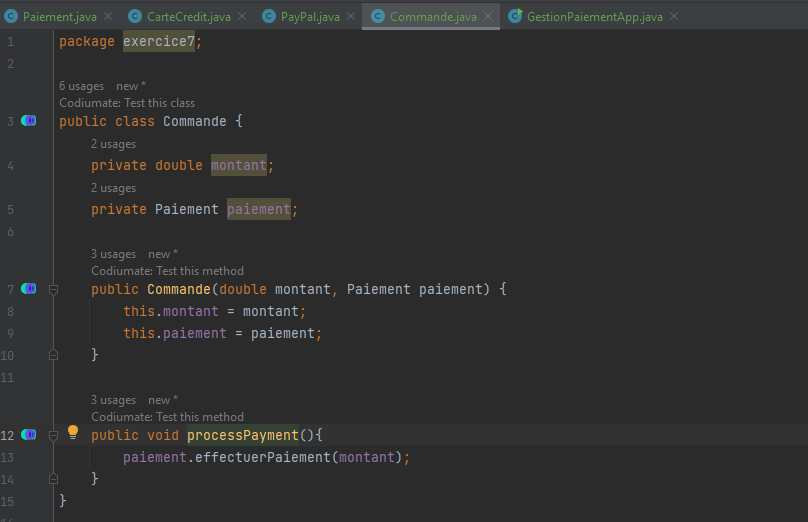 Paiement.java CarteCredit.java PayPal.java Commande.java GestionPaiementApp.java
1 package exercice7;
2
6 usages new *
Codiumate: Test this class
3 public class Commande {
2 usages
4 private double montant;
2 usages
5 private Paiement paiement;
6
3 usages new *
Codiumate: Test this method
7 public Commande(double montant, Paiement paiement) {
8 this.montant = montant;
9 this.paiement = paiement;
10 }
11
3 usages new *
Codiumate: Test this method
12 public void processPayment(){
13 paiement.effectuerPaiement(montant);
14 }
15 }